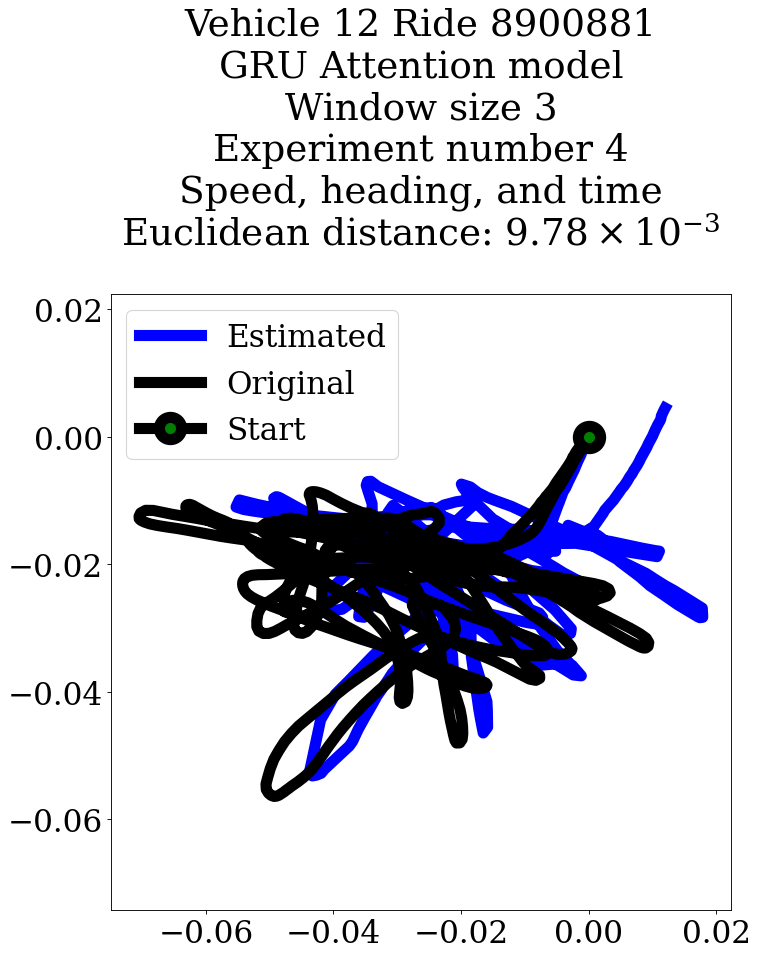 Vehicle 12 Ride 8900881
GRU Attention model
Window size 3
Experiment number 4
Speed, heading, and time
Euclidean distance: 9.78 × 10⁻³
0.02
Estimated
Original
Start
0.00
−0.02
−0.04
−0.06
−0.06 −0.04 −0.02 0.00 0.02